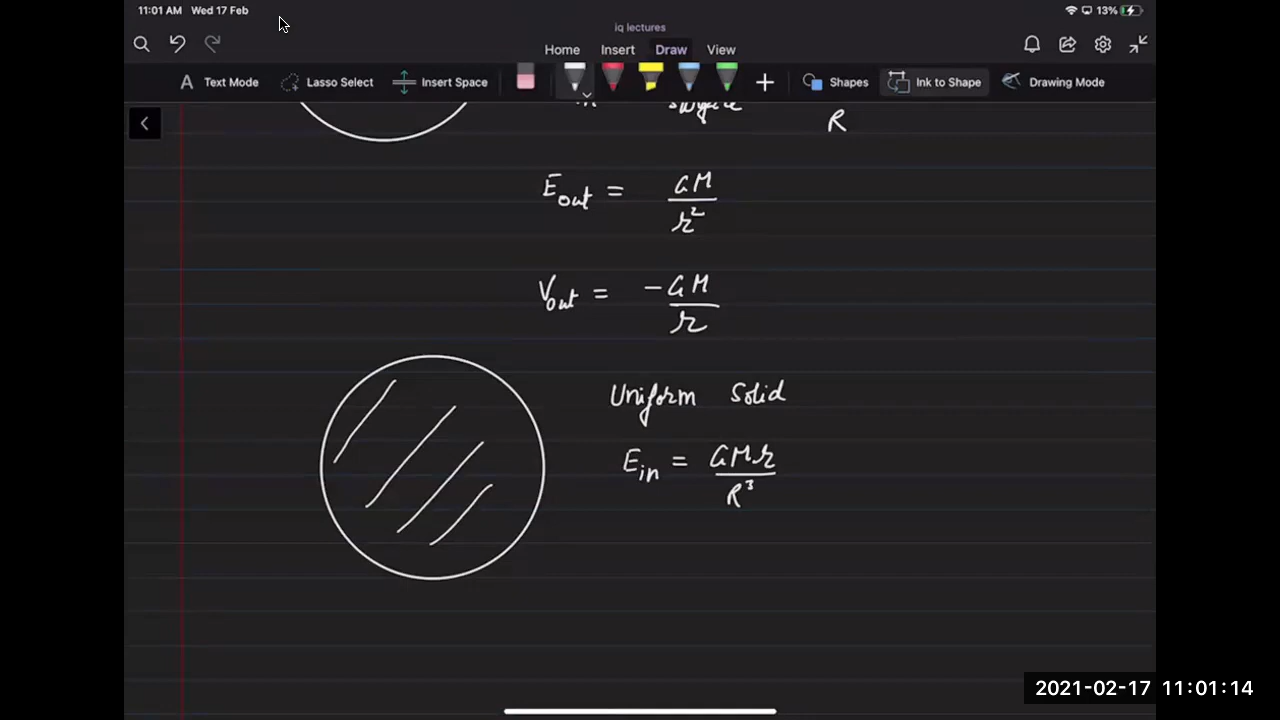 11:01 AM Wed 17 Feb
13%
iq lectures
Home Insert Draw View
A Text Mode Lasso Select Insert Space Shapes Ink to Shape Drawing Mode
in surface R
E_out = GM / r²
V_out = -GM / r
Uniform Solid
E_in = GMr / R³
2021-02-17 11:01:14